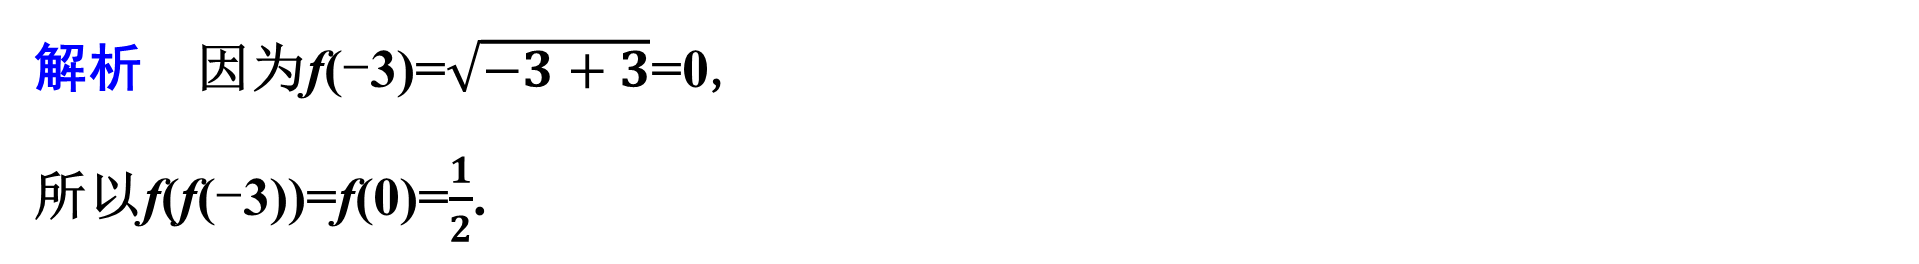 解析 因为f(−3)=√(−3 + 3)=0,
所以f(f(−3))=f(0)=1/2.